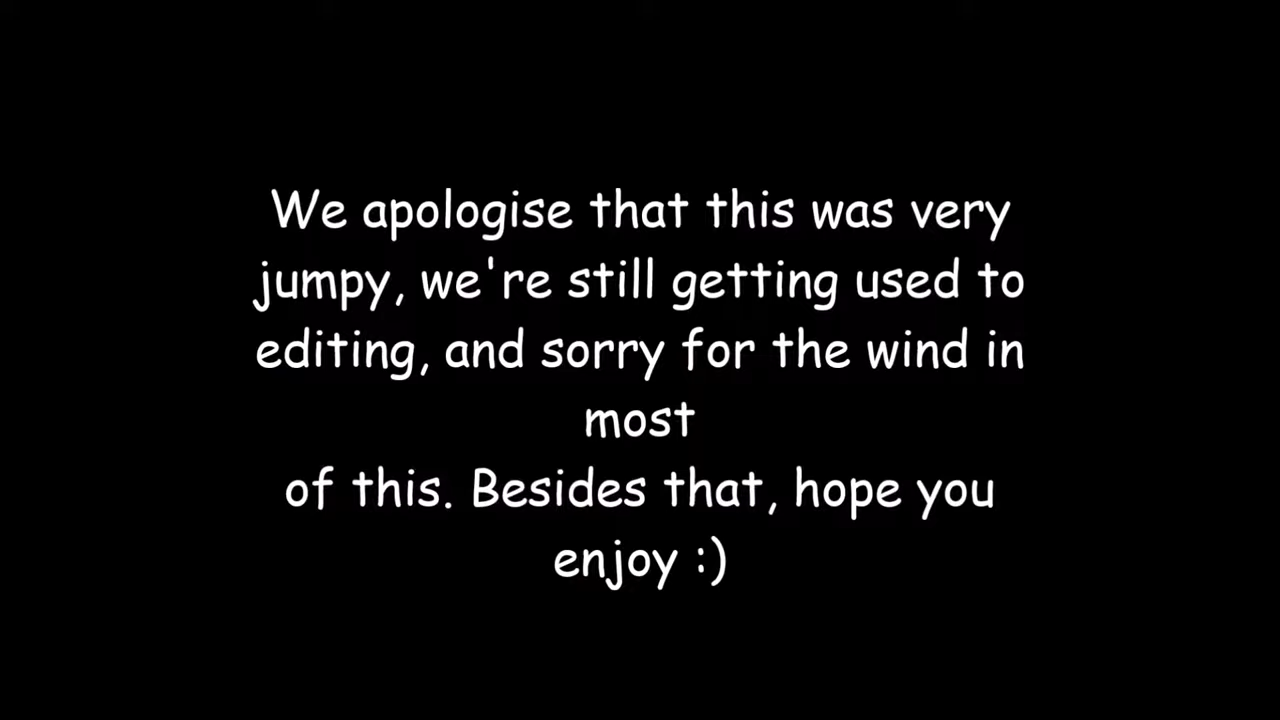 We apologise that this was very
jumpy, we're still getting used to
editing, and sorry for the wind in
most
of this. Besides that, hope you
enjoy :)